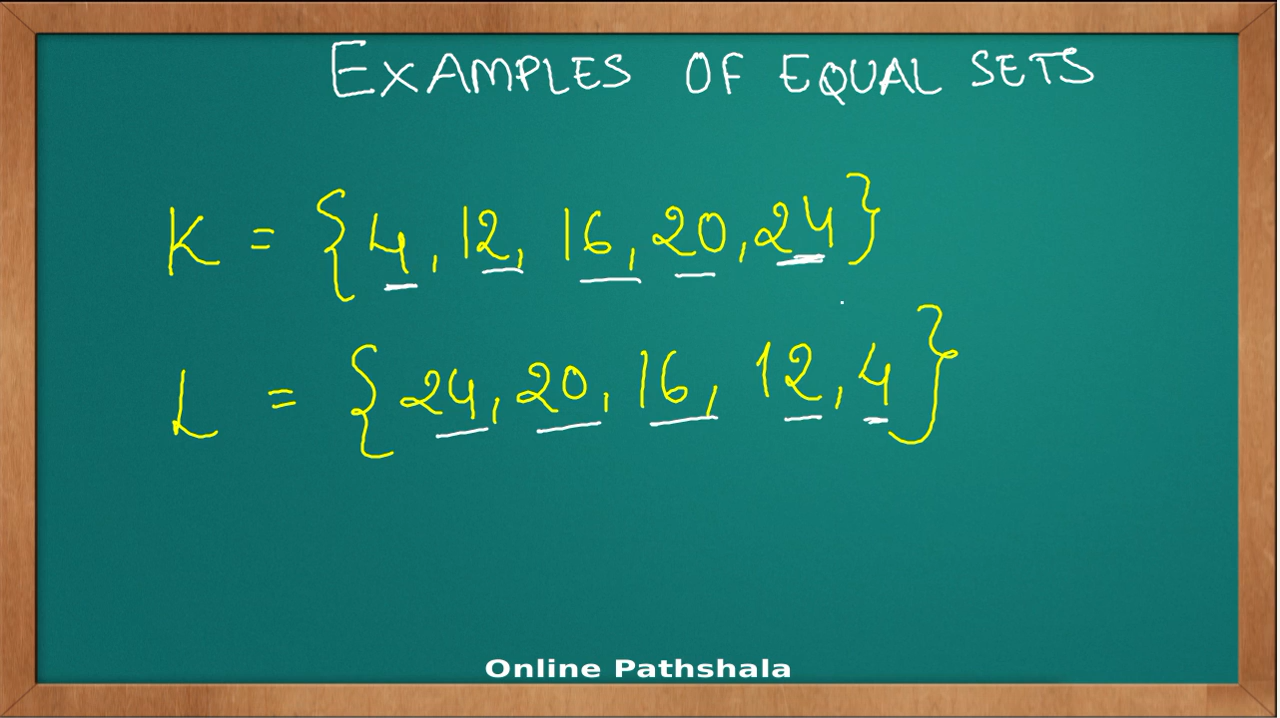 EXAMPLES OF EQUAL SETS
K = {4, 12, 16, 20, 24}
L = {24, 20, 16, 12, 4}
Online Pathshala